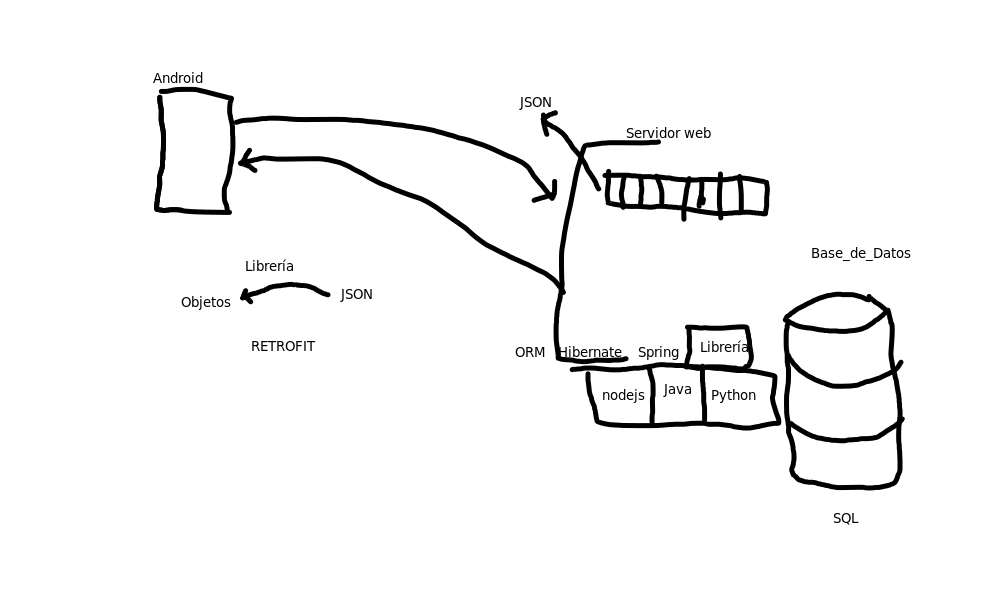 Android
JSON
Servidor web
Base_de_Datos
Librería
Objetos
JSON
RETROFIT
ORM Hibernate Spring Librería
nodejs Java Python
SQL